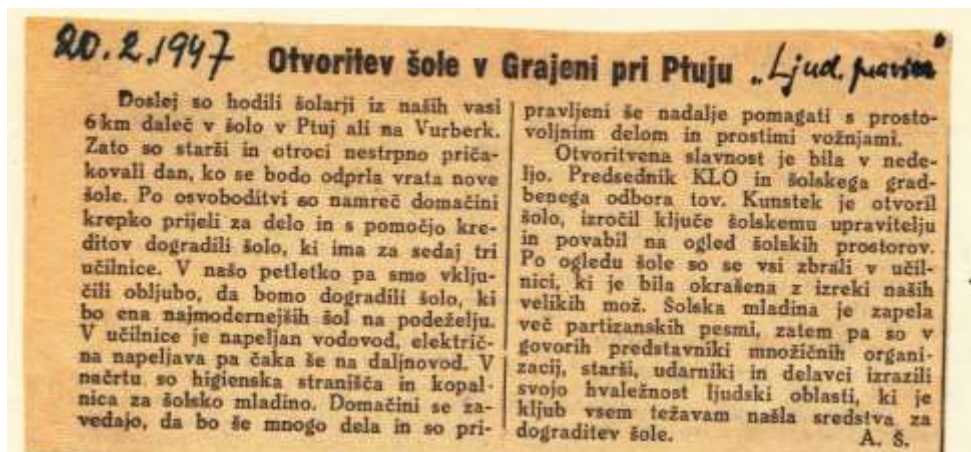 20.2.1947 Otvoritev šole v Grajeni pri Ptuju „Ljud. pravica"
Doslej so hodili šolarji iz naših vasi
6 km daleč v šolo v Ptuj ali na Vurberk.
Zato so starši in otroci nestrpno priča-
kovali dan, ko se bodo odprla vrata nove
šole. Po osvoboditvi so namreč domačini
krepko prijeli za delo in s pomočjo kre-
ditov dogradili šolo, ki ima za sedaj tri
učilnice. V našo petletko pa smo vklju-
čili obljubo, da bomo dogradili šolo, ki
bo ena najmodernejših šol na podeželju.
V učilnice je napeljan vodovod, električ-
na napeljava pa čaka še na daljnovod. V
načrtu so higienska stranišča in kopal-
nica za šolsko mladino. Domačini se za-
vedajo, da bo še mnogo dela in so pri-
pravljeni še nadalje pomagati s prosto-
voljnim delom in prostimi vožnjami.
Otvoritvena slavnost je bila v nede-
ljo. Predsednik KLO in šolskega grad-
benega odbora tov. Kunstek je otvoril
šolo, izročil ključe šolskemu upravitelju
in povabil na ogled šolskih prostorov.
Po ogledu šole so se vsi zbrali v učil-
nici, ki je bila okrašena z izreki naših
velikih mož. Šolska mladina je zapela
več partizanskih pesmi, zatem pa so v
govorih predstavniki množičnih organi-
zacij, starši, udarniki in delavci izrazili
svojo hvaležnost ljudski oblasti, ki je
kljub vsem težavam našla sredstva za
dograditev šole.
A. Š.